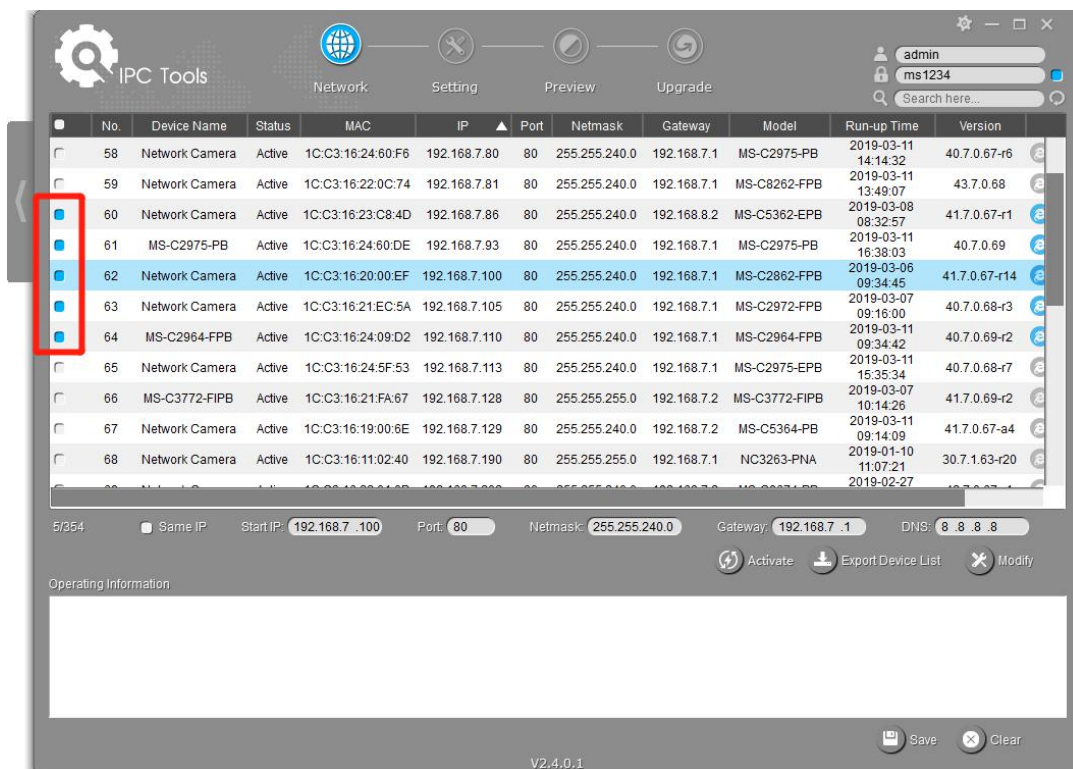 IPC Tools
Network
Setting
Preview
Upgrade
admin
ms1234
Search here...
No. Device Name Status MAC IP Port Netmask Gateway Model Run-up Time Version
58 Network Camera Active 1C:C3:16:24:60:F6 192.168.7.80 80 255.255.240.0 192.168.7.1 MS-C2975-PB 2019-03-11 14:14:32 40.7.0.67-r6
59 Network Camera Active 1C:C3:16:22:0C:74 192.168.7.81 80 255.255.240.0 192.168.7.1 MS-C8262-FPB 2019-03-11 13:49:07 43.7.0.68
60 Network Camera Active 1C:C3:16:23:C8:4D 192.168.7.86 80 255.255.240.0 192.168.8.2 MS-C5362-EPB 2019-03-08 08:32:57 41.7.0.67-r1
61 MS-C2975-PB Active 1C:C3:16:24:60:DE 192.168.7.93 80 255.255.240.0 192.168.7.1 MS-C2975-PB 2019-03-11 16:38:03 40.7.0.69
62 Network Camera Active 1C:C3:16:20:00:EF 192.168.7.100 80 255.255.240.0 192.168.7.1 MS-C2862-FPB 2019-03-06 09:34:45 41.7.0.67-r14
63 Network Camera Active 1C:C3:16:21:EC:5A 192.168.7.105 80 255.255.240.0 192.168.7.1 MS-C2972-FPB 2019-03-07 09:16:00 40.7.0.68-r3
64 MS-C2964-FPB Active 1C:C3:16:24:09:D2 192.168.7.110 80 255.255.240.0 192.168.7.1 MS-C2964-FPB 2019-03-11 09:34:42 40.7.0.69-r2
65 Network Camera Active 1C:C3:16:24:5F:53 192.168.7.113 80 255.255.240.0 192.168.7.1 MS-C2975-EPB 2019-03-11 15:35:34 40.7.0.68-r7
66 MS-C3772-FIPB Active 1C:C3:16:21:FA:67 192.168.7.128 80 255.255.255.0 192.168.7.2 MS-C3772-FIPB 2019-03-07 10:14:26 41.7.0.69-r2
67 Network Camera Active 1C:C3:16:19:00:6E 192.168.7.129 80 255.255.240.0 192.168.7.2 MS-C5364-PB 2019-03-11 09:14:09 41.7.0.67-a4
68 Network Camera Active 1C:C3:16:11:02:40 192.168.7.190 80 255.255.255.0 192.168.7.1 NC3263-PNA 2019-01-10 11:07:21 30.7.1.63-r20
2019-02-27
5/354 Same IP Start IP: 192.168.7 .100 Port: 80 Netmask: 255.255.240.0 Gateway: 192.168.7 .1 DNS: 8 .8 .8 .8
Activate Export Device List Modify
Operating Information
Save Clear
V2.4.0.1